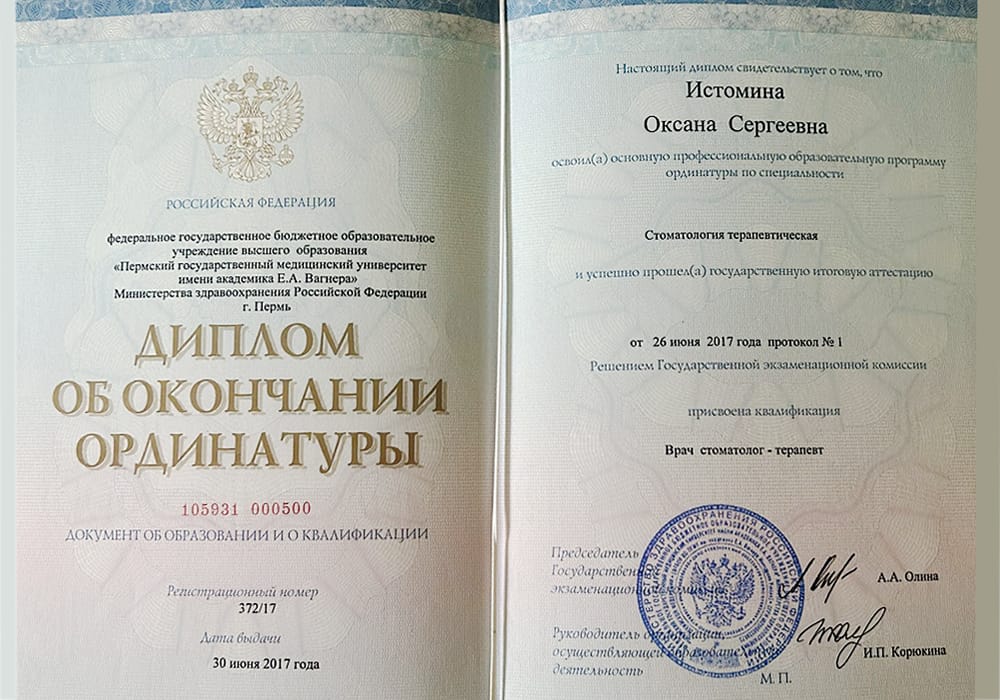 РОССИЙСКАЯ ФЕДЕРАЦИЯ
федеральное государственное бюджетное образовательное
учреждение высшего образования
«Пермский государственный медицинский университет
имени академика Е.А. Вагнера»
Министерства здравоохранения Российской Федерации
г. Пермь
ДИПЛОМ
ОБ ОКОНЧАНИИ
ОРДИНАТУРЫ
105931 000500
ДОКУМЕНТ ОБ ОБРАЗОВАНИИ И О КВАЛИФИКАЦИИ
Регистрационный номер
372/17
Дата выдачи
30 июня 2017 года
Настоящий диплом свидетельствует о том, что
Истомина
Оксана Сергеевна
освоил(а) основную профессиональную образовательную программу
ординатуры по специальности
Стоматология терапевтическая
и успешно прошел(а) государственную итоговую аттестацию
от 26 июня 2017 года протокол № 1
Решением Государственной экзаменационной комиссии
присвоена квалификация
Врач стоматолог - терапевт
Председатель
Государственной
экзаменационной комиссии
А.А. Олина
Руководитель организации,
осуществляющей образовательную
деятельность
И.П. Корюкина
М. П.